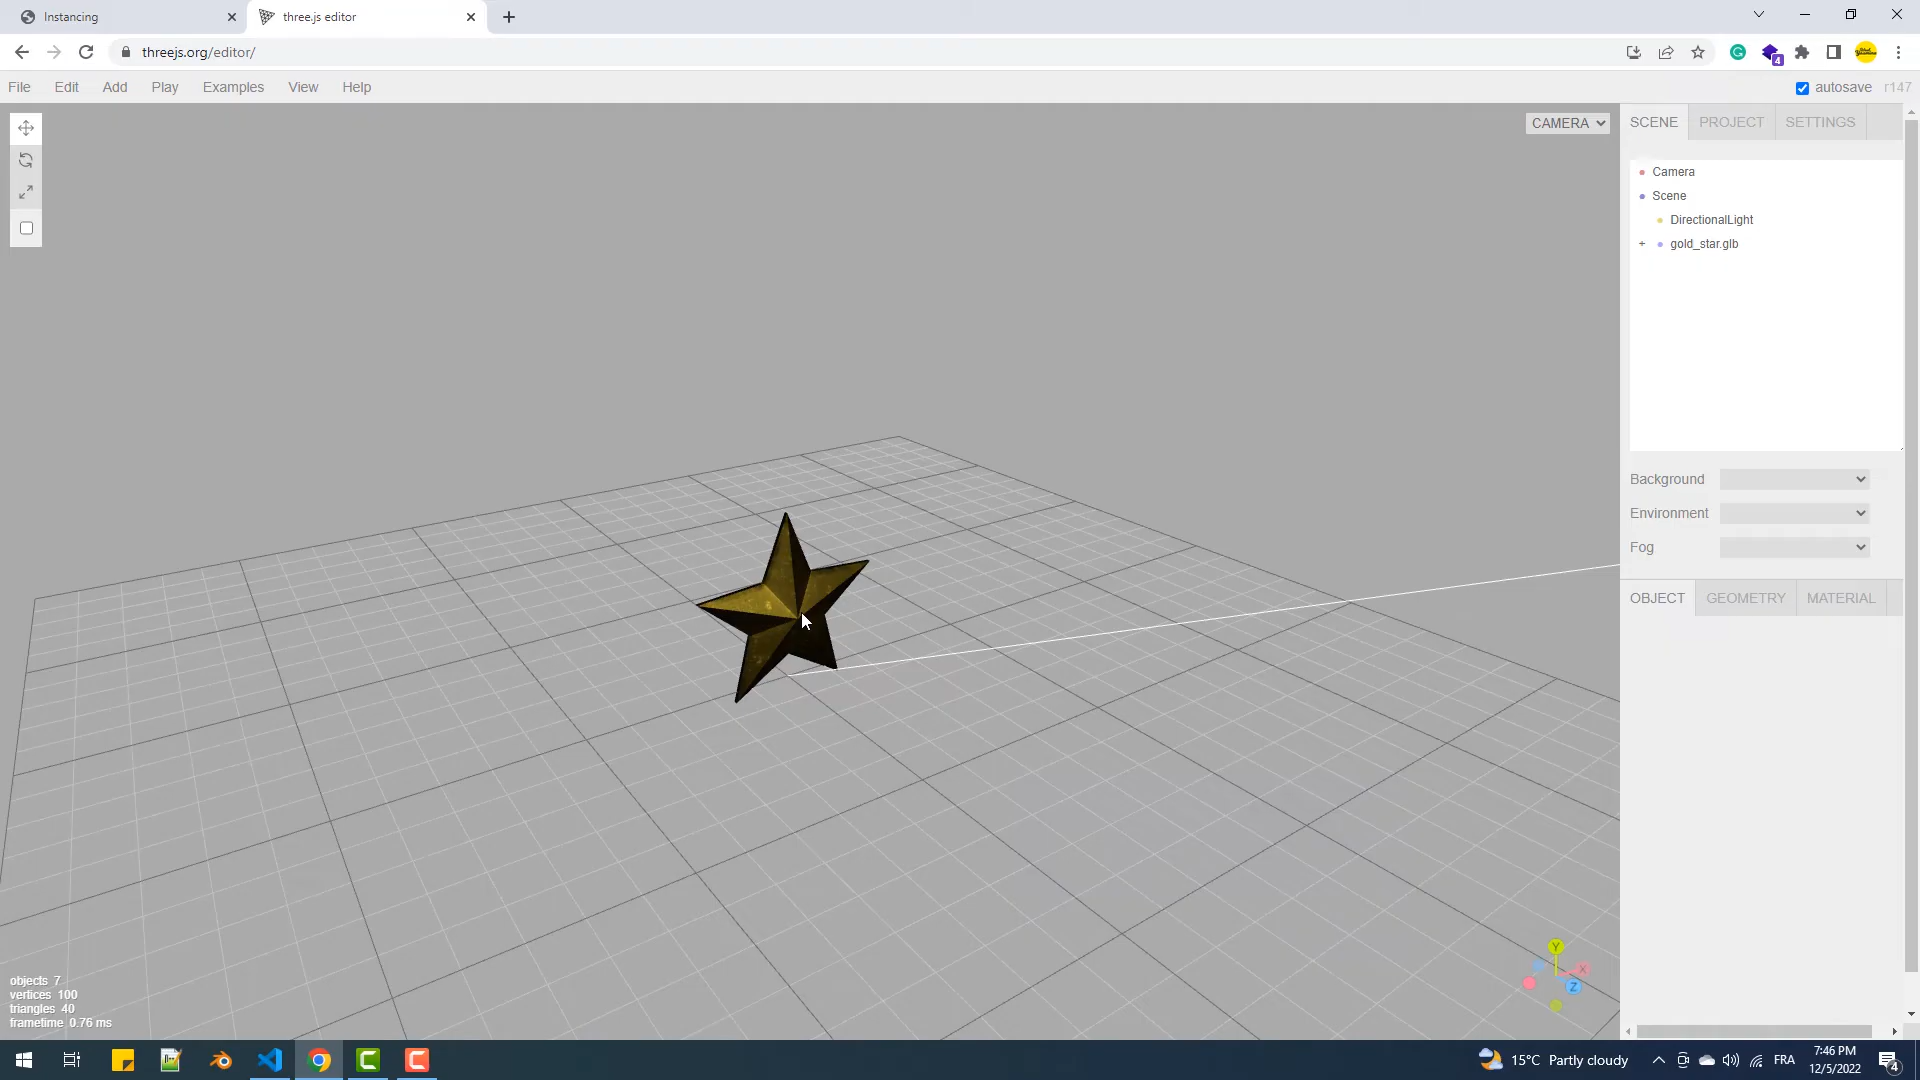 Instancing
three.js editor
threejs.org/editor/
4
File Edit Add Play Examples View Help
autosave r147
CAMERA
SCENE PROJECT SETTINGS
Camera
Scene
DirectionalLight
+ gold_star.glb
Background
Environment
Fog
OBJECT GEOMETRY MATERIAL
Y
X
Z
objects 7
vertices 100
triangles 40
frametime 0.76 ms
15°C Partly cloudy
FRA
7:46 PM
12/5/2022
4